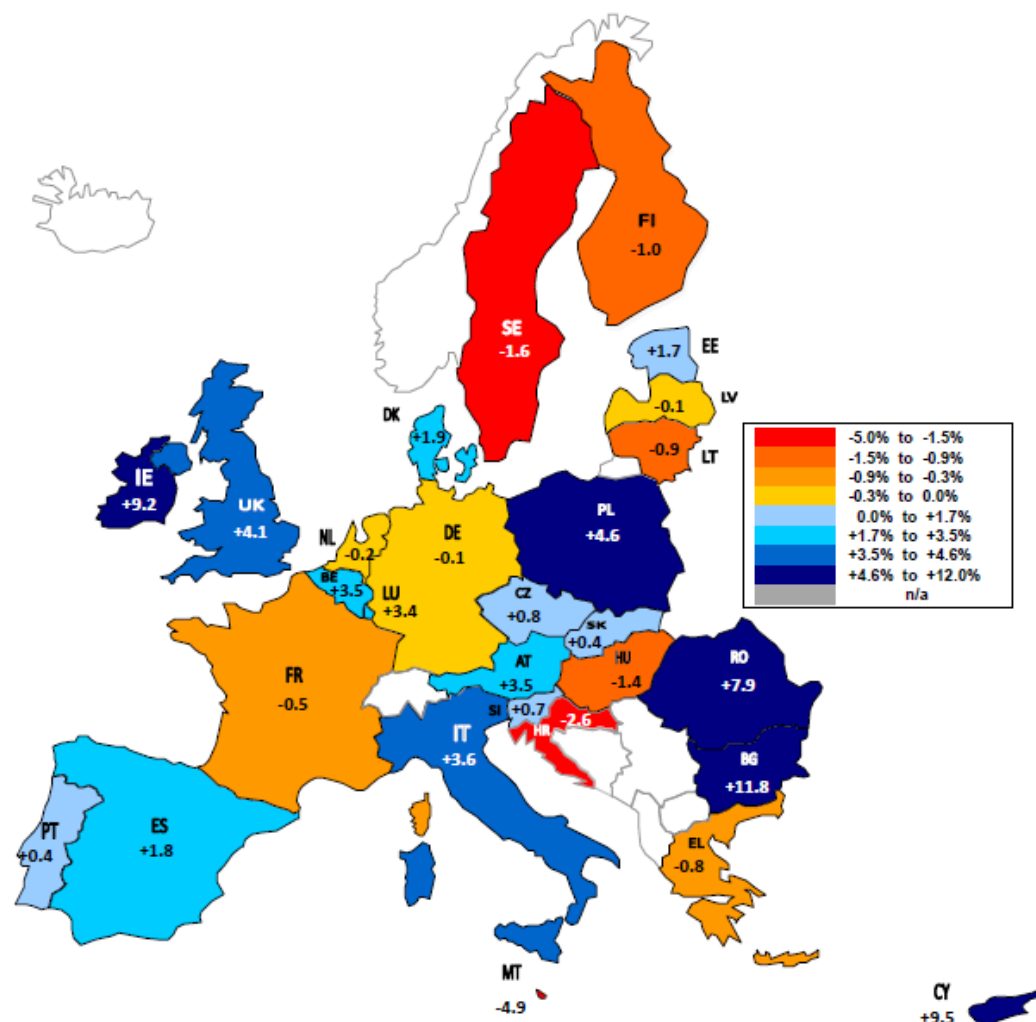 FI
-1.0
SE
-1.6
+1.7
EE
-0.1
LV
-0.9
LT
DK
+1.9
IE
+9.2
UK
+4.1
NL
-0.2
DE
-0.1
PL
+4.6
BE
+3.5
LU
+3.4
CZ
+0.8
SK
+0.4
AT
+3.5
HU
-1.4
RO
+7.9
FR
-0.5
SI
+0.7
HR
-2.6
IT
+3.6
BG
+11.8
PT
+0.4
ES
+1.8
EL
-0.8
MT
-4.9
CY
+9.5
-5.0% to -1.5%
-1.5% to -0.9%
-0.9% to -0.3%
-0.3% to 0.0%
0.0% to +1.7%
+1.7% to +3.5%
+3.5% to +4.6%
+4.6% to +12.0%
n/a